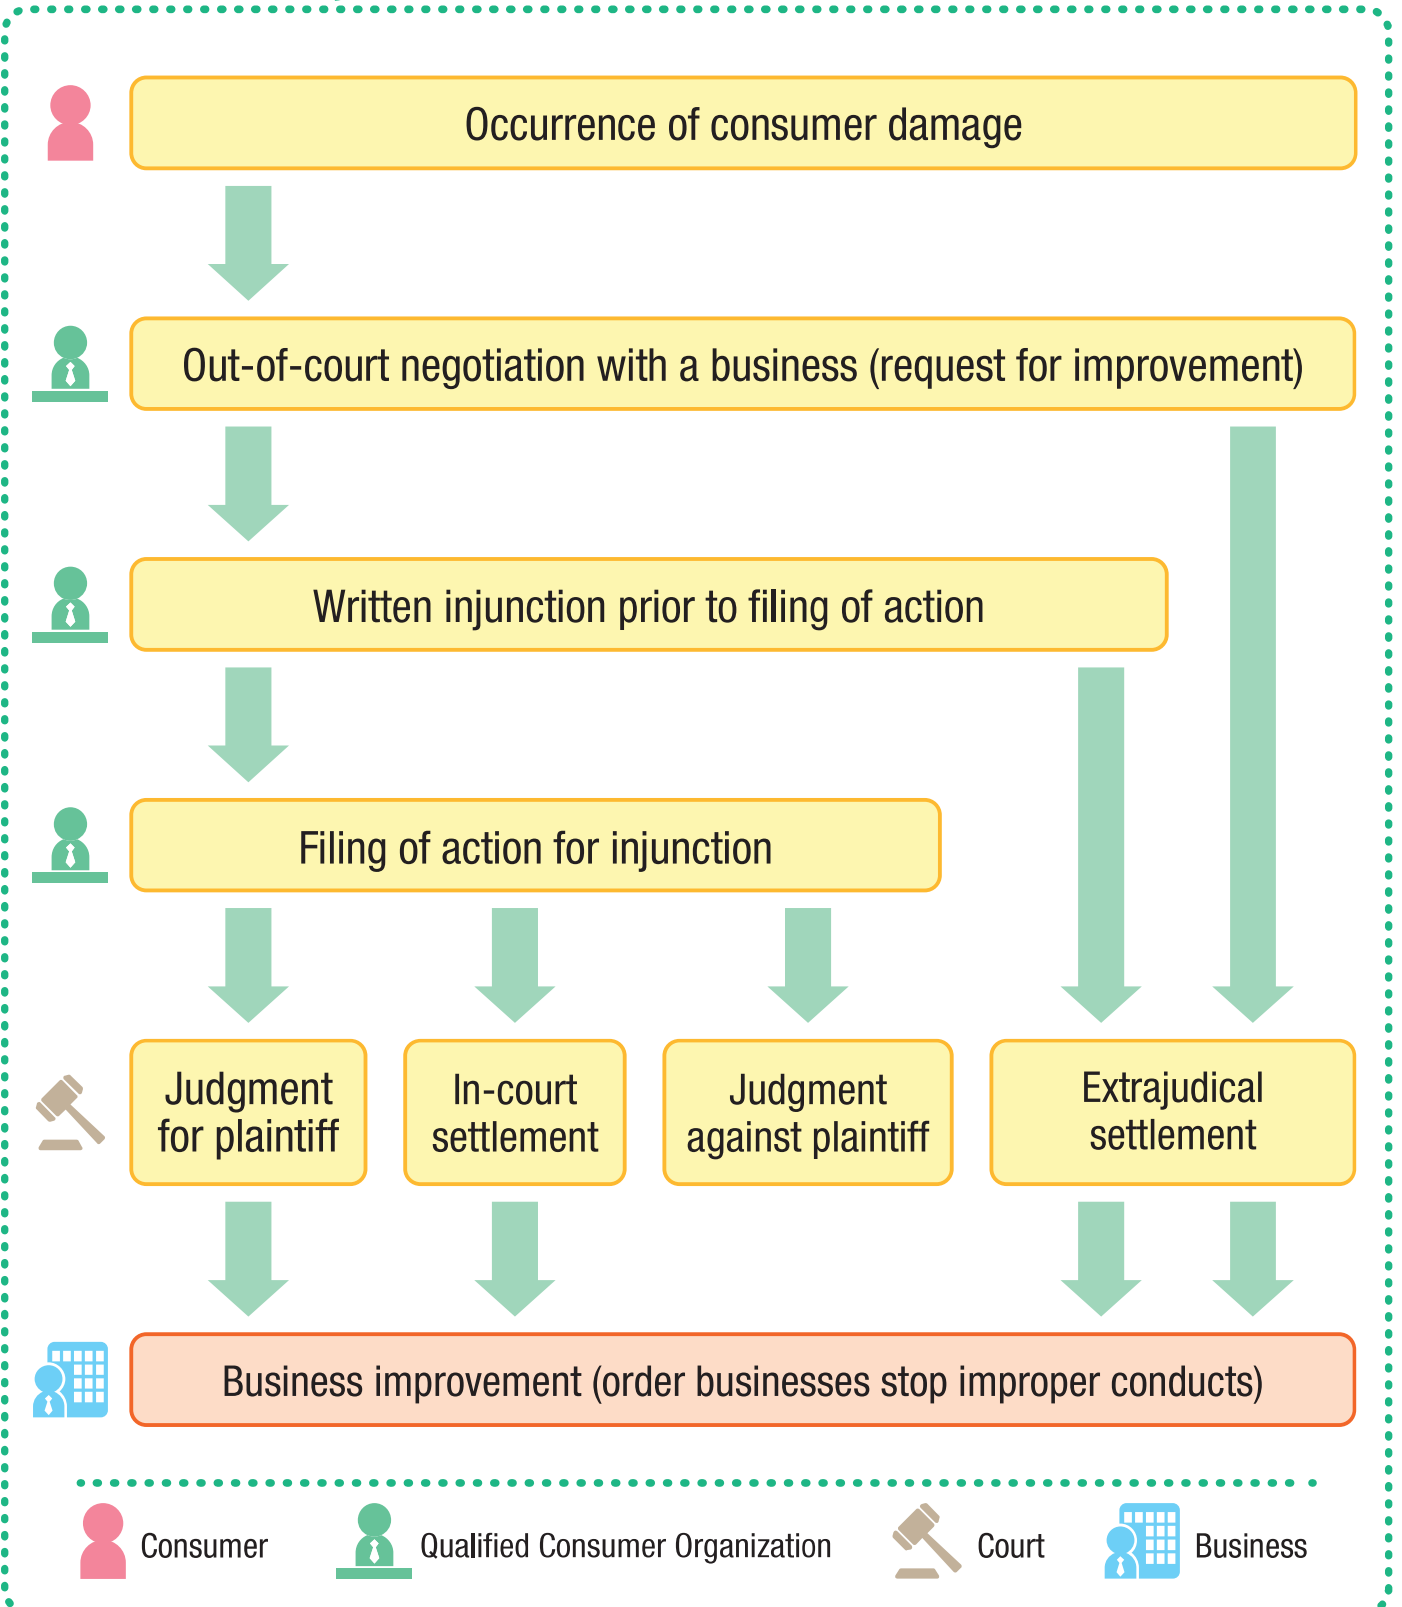 Occurrence of consumer damage
Out-of-court negotiation with a business (request for improvement)
Written injunction prior to filing of action
Filing of action for injunction
Judgment
for plaintiff
In-court
settlement
Judgment
against plaintiff
Extrajudical
settlement
Business improvement (order businesses stop improper conducts)
Consumer
Qualified Consumer Organization
Court
Business